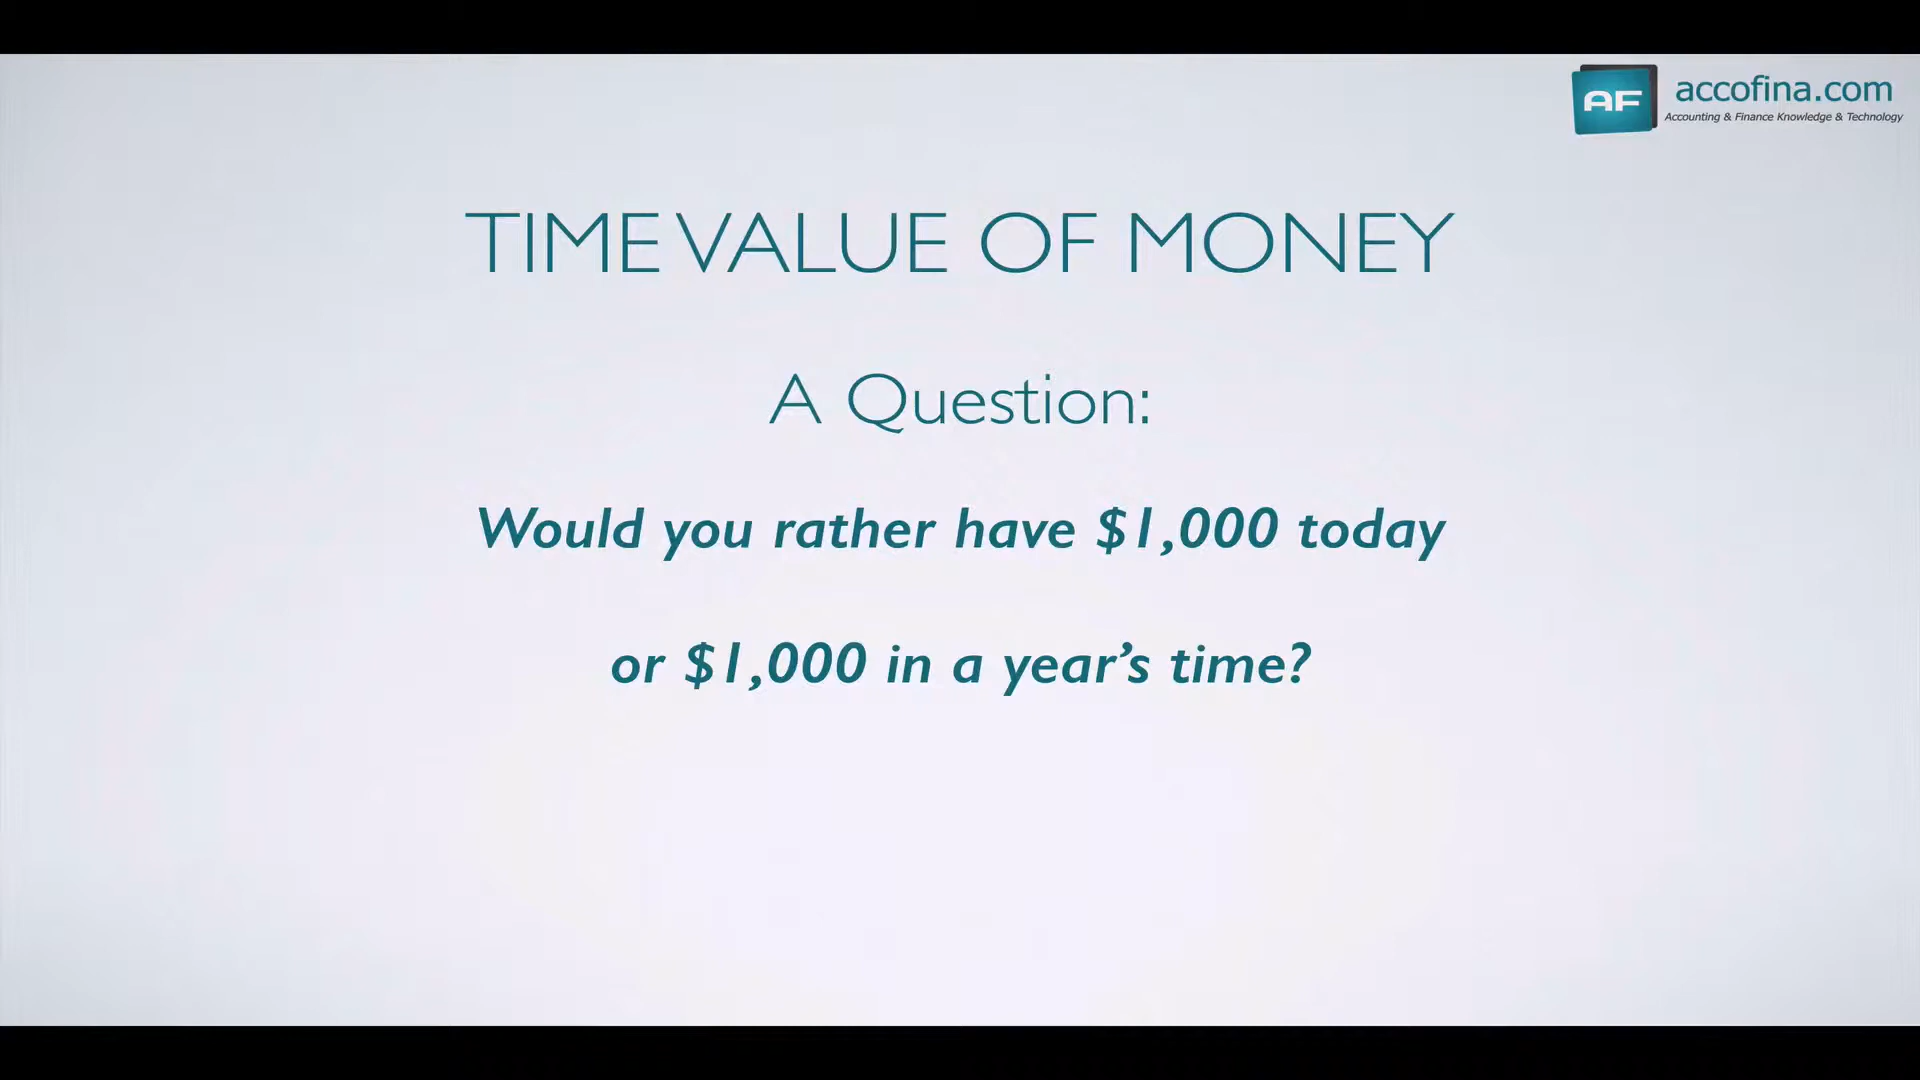 AF accofina.com
Accounting & Finance Knowledge & Technology
TIME VALUE OF MONEY
A Question:
Would you rather have $1,000 today
or $1,000 in a year’s time?